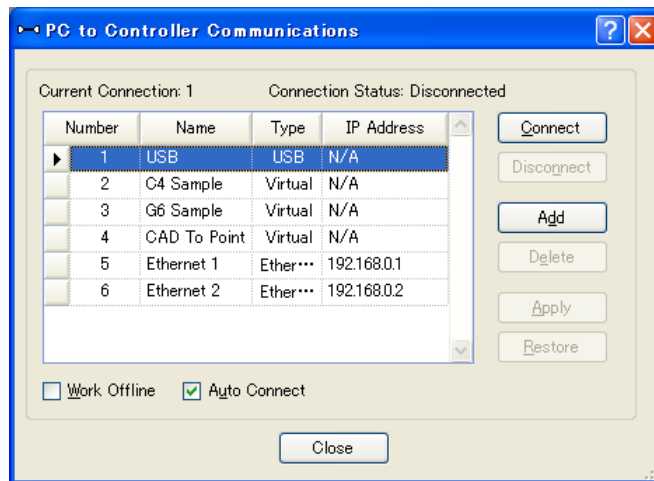 PC to Controller Communications
Current Connection: 1 Connection Status: Disconnected
Number Name Type IP Address
1 USB USB N/A
2 C4 Sample Virtual N/A
3 G6 Sample Virtual N/A
4 CAD To Point Virtual N/A
5 Ethernet 1 Ether··· 192.168.0.1
6 Ethernet 2 Ether··· 192.168.0.2
Connect
Disconnect
Add
Delete
Apply
Restore
Work Offline Auto Connect
Close